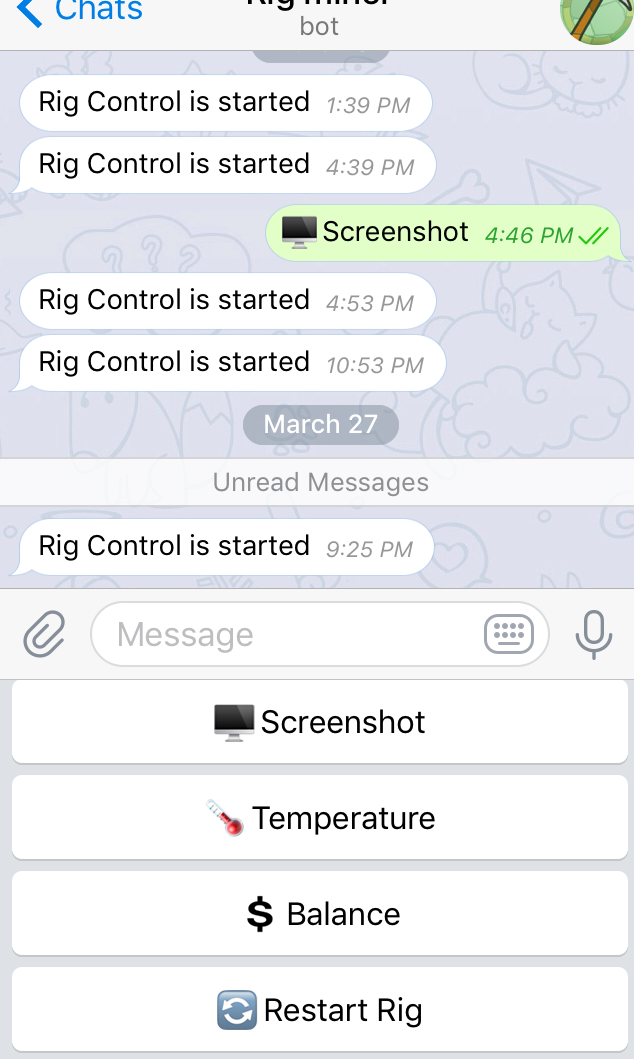 Chats
bot
Rig Control is started 1:39 PM
Rig Control is started 4:39 PM
Screenshot 4:46 PM
Rig Control is started 4:53 PM
Rig Control is started 10:53 PM
March 27
Unread Messages
Rig Control is started 9:25 PM
Message
Screenshot
Temperature
$ Balance
Restart Rig